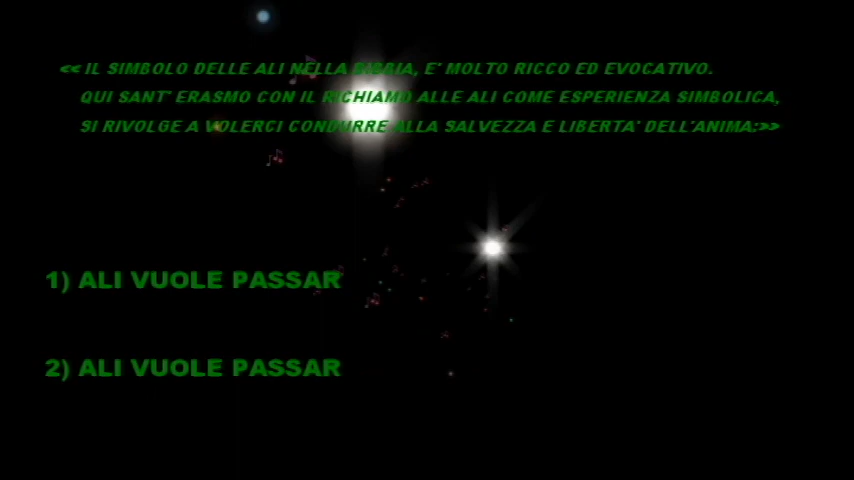 << IL SIMBOLO DELLE ALI NELLA BIBBIA, E' MOLTO RICCO ED EVOCATIVO.
QUI SANT' ERASMO CON IL RICHIAMO ALLE ALI COME ESPERIENZA SIMBOLICA,
SI RIVOLGE A VOLERCI CONDURRE ALLA SALVEZZA E LIBERTA' DELL'ANIMA:>>
1) ALI VUOLE PASSAR
2) ALI VUOLE PASSAR